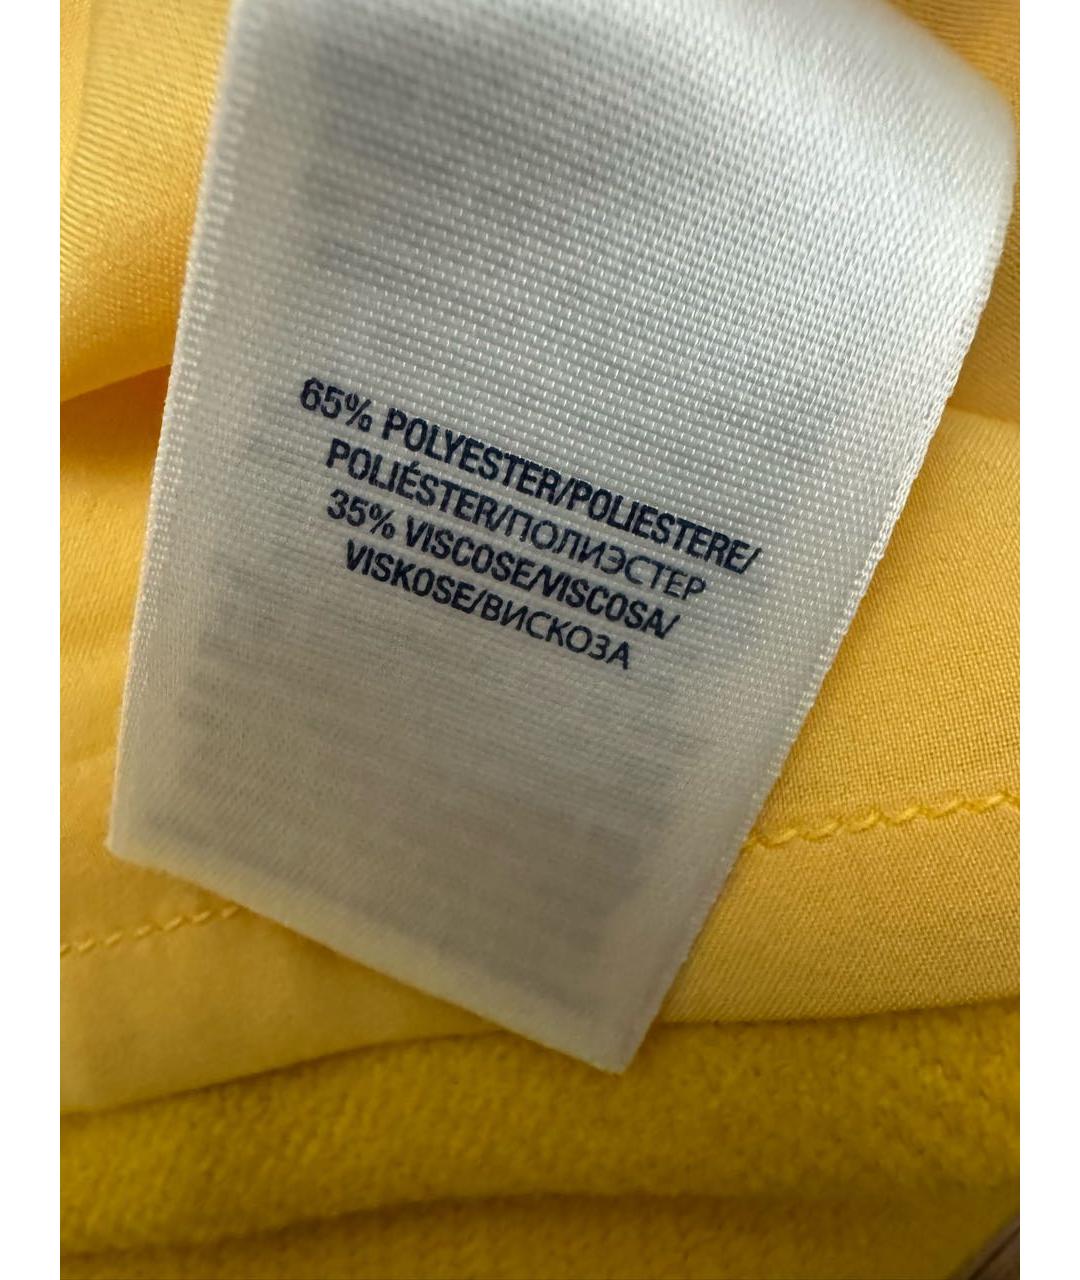 65% POLYESTER/POLIESTERE/
POLIÉSTER/ПОЛИЭСТЕР
35% VISCOSE/VISCOSA/
VISKOSE/ВИСКОЗА